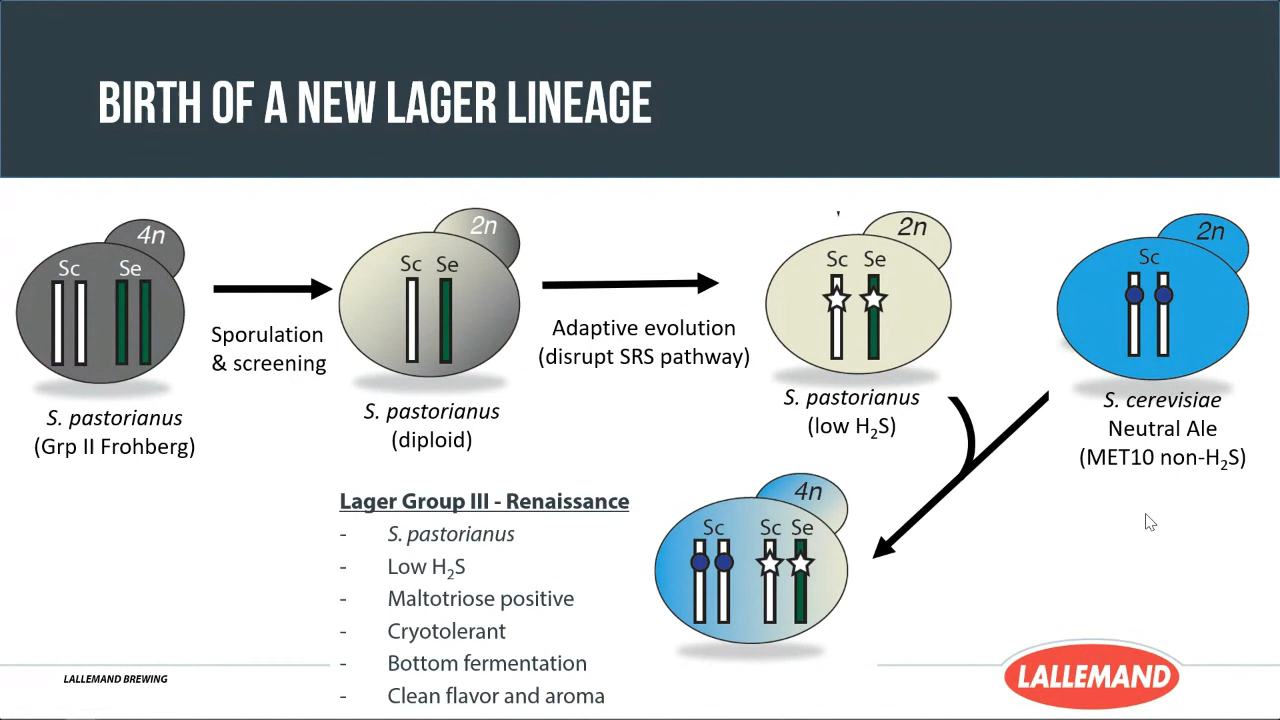 BIRTH OF A NEW LAGER LINEAGE
4n
Sc Se
S. pastorianus
(Grp II Frohberg)
Sporulation
& screening
2n
Sc Se
S. pastorianus
(diploid)
Adaptive evolution
(disrupt SRS pathway)
2n
Sc Se
S. pastorianus
(low H₂S)
2n
Sc
S. cerevisiae
Neutral Ale
(MET10 non-H₂S)
Lager Group III - Renaissance
- S. pastorianus
- Low H₂S
- Maltotriose positive
- Cryotolerant
- Bottom fermentation
- Clean flavor and aroma
4n
Sc Sc Se
LALLEMAND BREWING
LALLEMAND